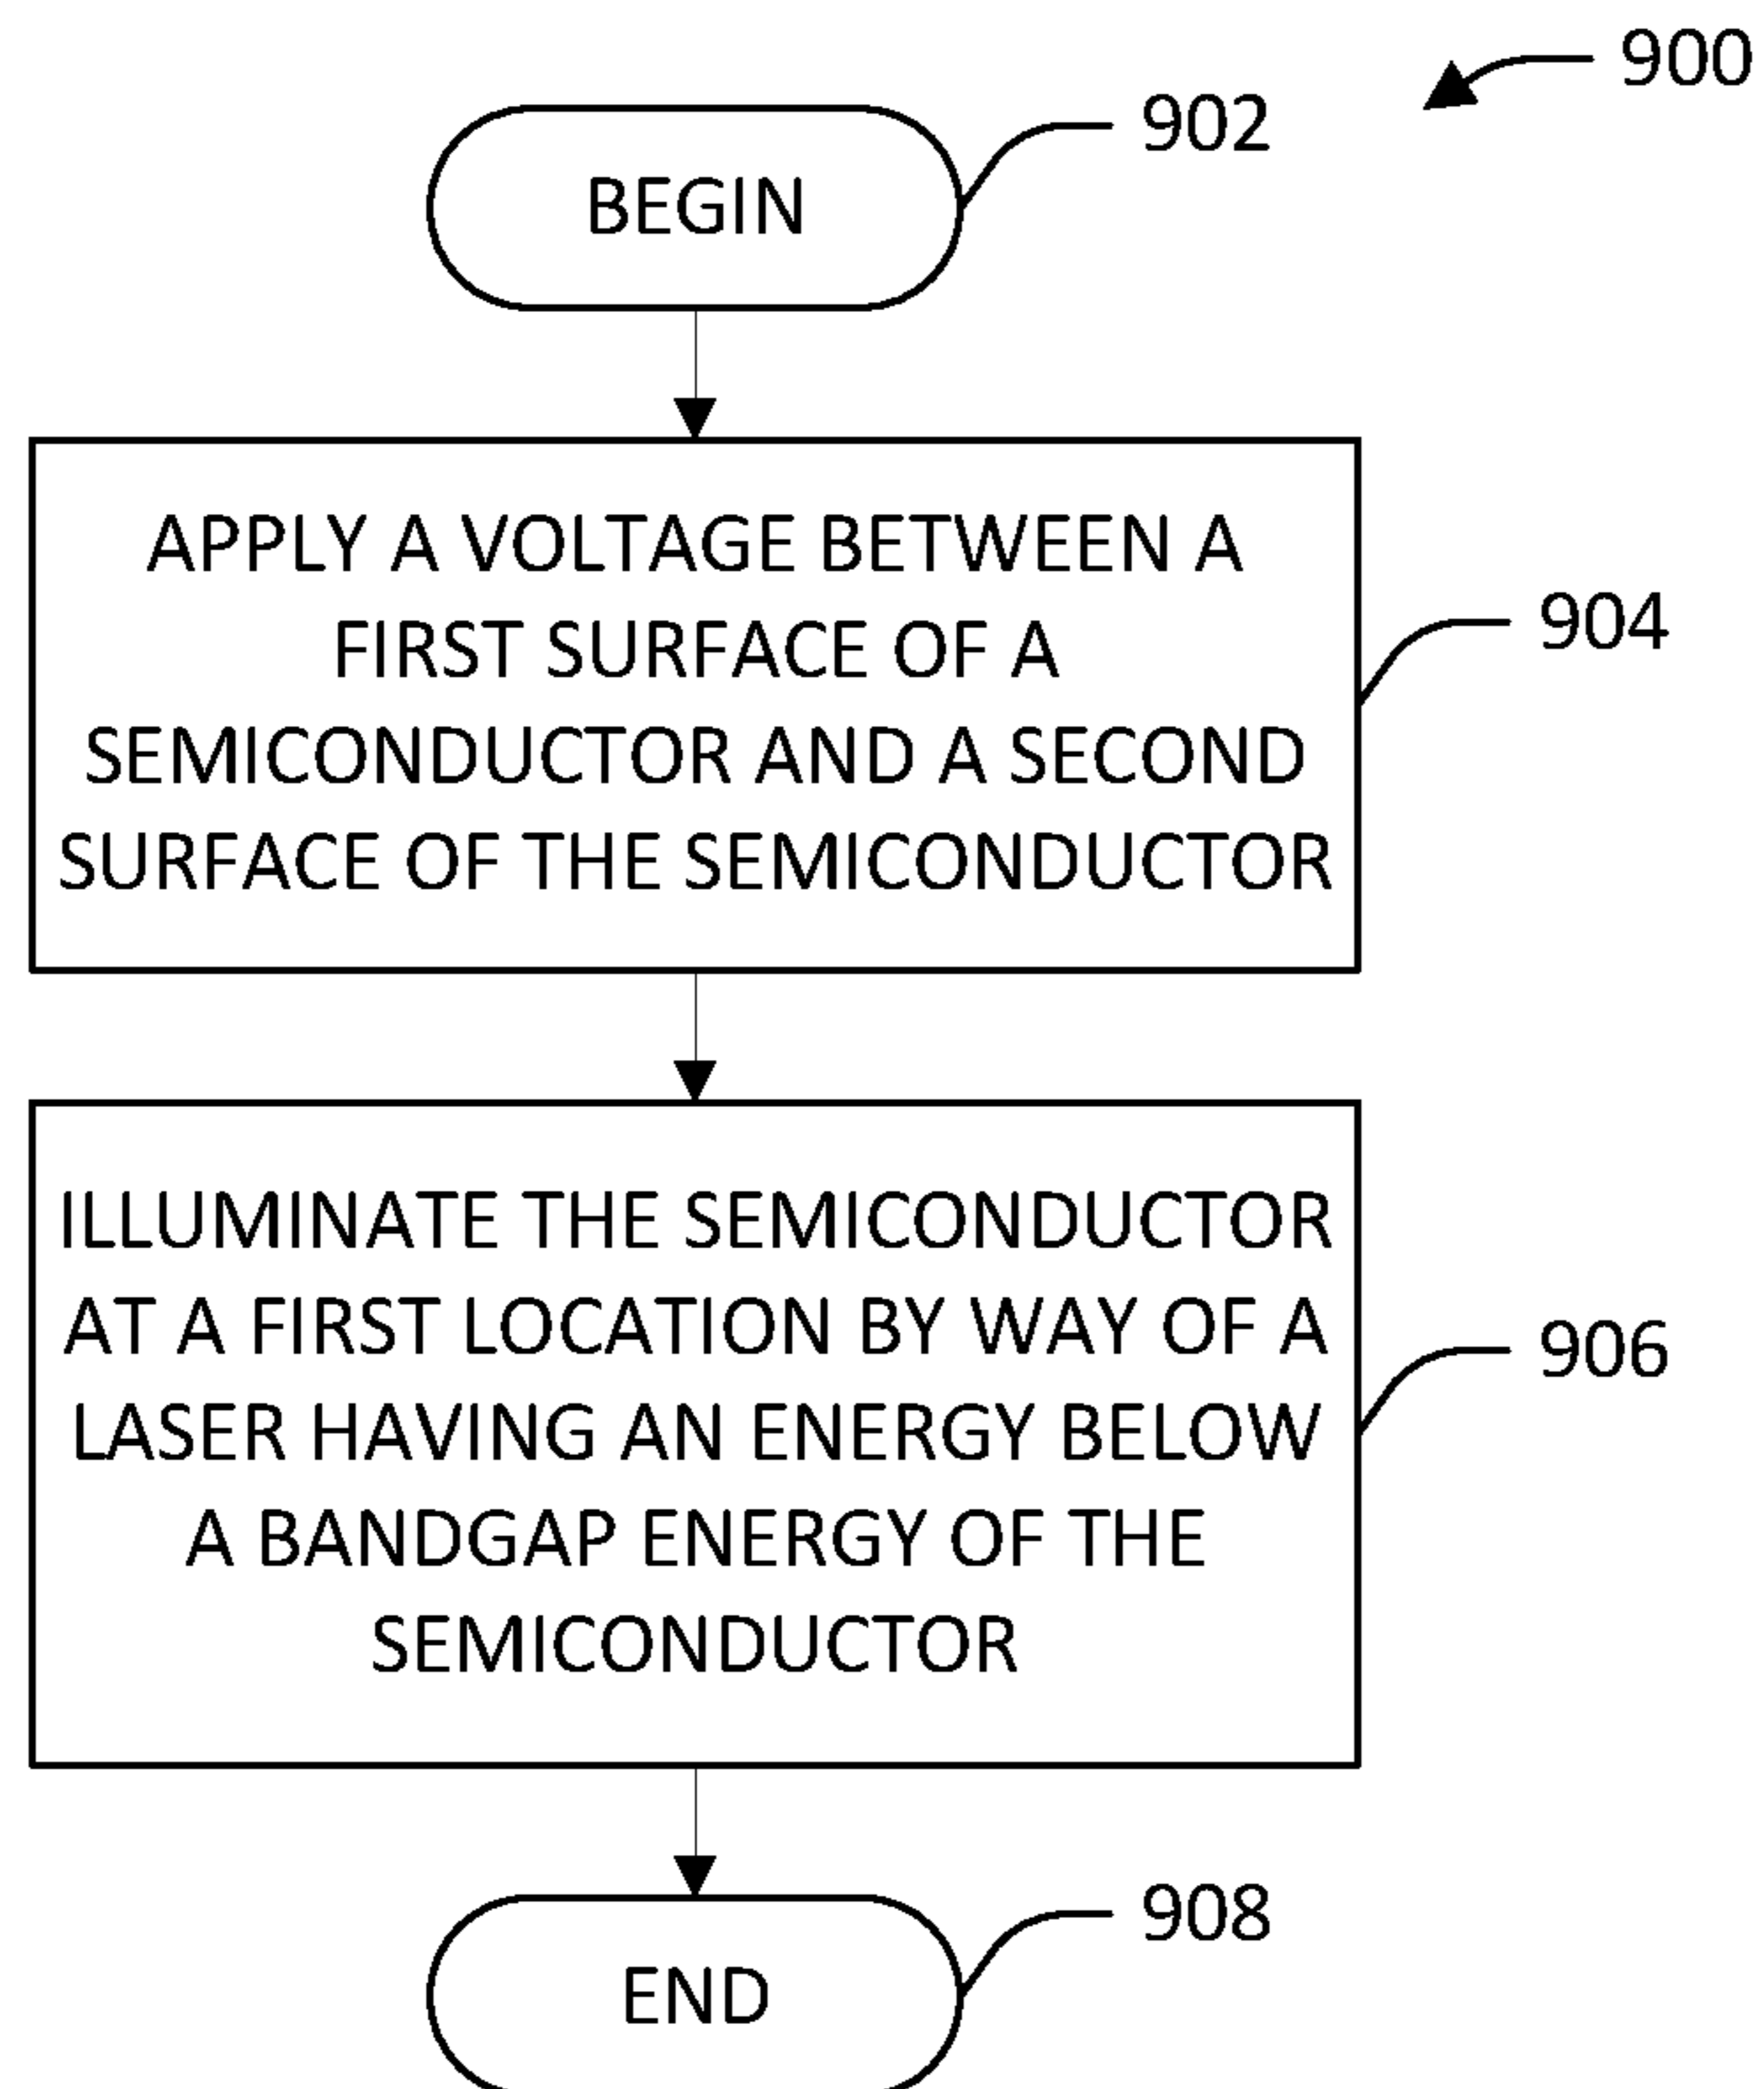 900
902
BEGIN
APPLY A VOLTAGE BETWEEN A
FIRST SURFACE OF A
SEMICONDUCTOR AND A SECOND
SURFACE OF THE SEMICONDUCTOR
904
ILLUMINATE THE SEMICONDUCTOR
AT A FIRST LOCATION BY WAY OF A
LASER HAVING AN ENERGY BELOW
A BANDGAP ENERGY OF THE
SEMICONDUCTOR
906
908
END